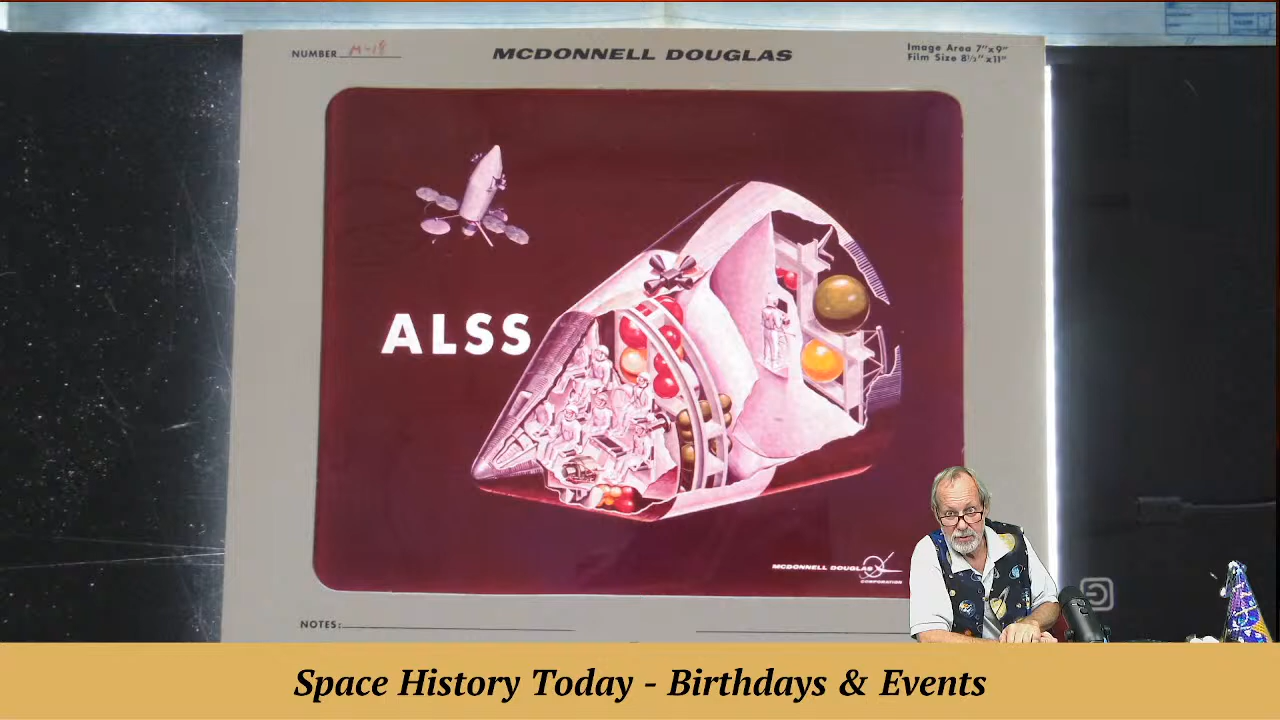 NUMBER M-18
MCDONNELL DOUGLAS
Image Area 7"x9"
Film Size 8½"x11"
ALSS
MCDONNELL DOUGLAS
CORPORATION
NOTES:
Space History Today - Birthdays & Events